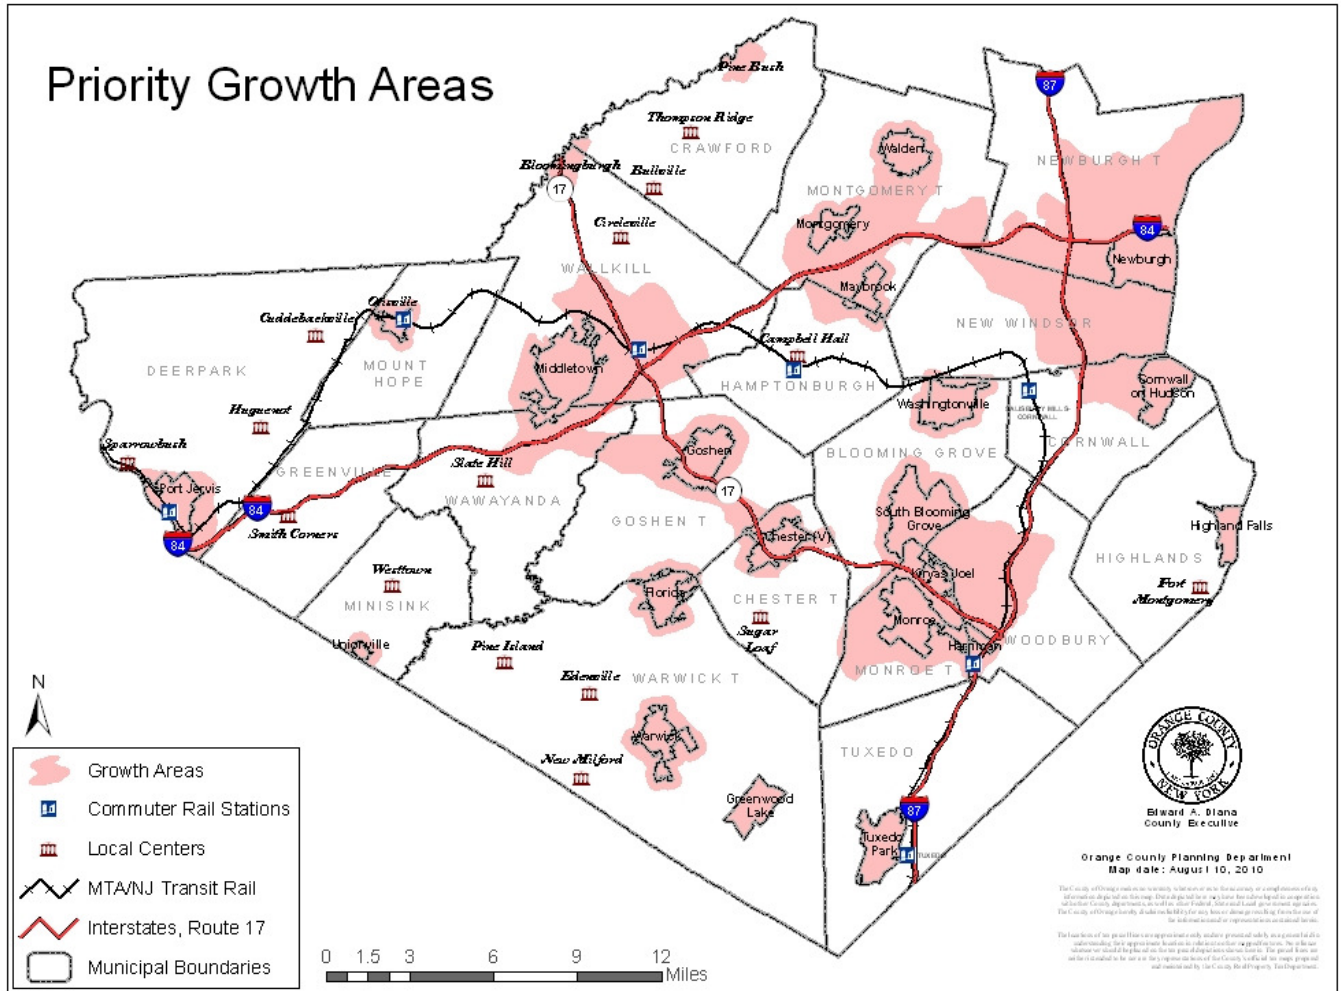 Priority Growth Areas
Pine Bush
87
Thompson Ridge
CRAWFORD
Walden
NEWBURGH T
Bloomingburgh
Bullville
17
MONTGOMERY T
Circleville
Montgomery
84
WALLKILL
Newburgh
Maybrook
Otisville
Cuddebackville
NEW WINDSOR
Campbell Hall
DEERPARK
MOUNT
HOPE
Middletown
HAMPTONBURGH
Cornwall
on Hudson
Washingtonville
SALISBURY MILLS-
CORNWALL
Huguenot
Sparrowbush
CORNWALL
Goshen
BLOOMING GROVE
Slate Hill
GREENVILLE
WAWAYANDA
Port Jervis
17
84
South Blooming
Grove
GOSHEN T
Highland Falls
Smith Corners
84
Chester (V)
HIGHLANDS
Kiryas Joel
Westtown
Florida
Fort
Montgomery
MINISINK
CHESTER T
Monroe
Sugar
Loaf
WOODBURY
Unionville
Pine Island
Harriman
MONROE T
Edenville
WARWICK T
N
Warwick
TUXEDO
New Milford
Greenwood
Lake
87
Tuxedo
Park
TUXEDO
Growth Areas
Commuter Rail Stations
Local Centers
MTA/NJ Transit Rail
Interstates, Route 17
Municipal Boundaries
0 1.5 3 6 9 12
Miles
ORANGE COUNTY
NEW YORK
Edward A. Diana
County Executive
Orange County Planning Department
Map date: August 10, 2010